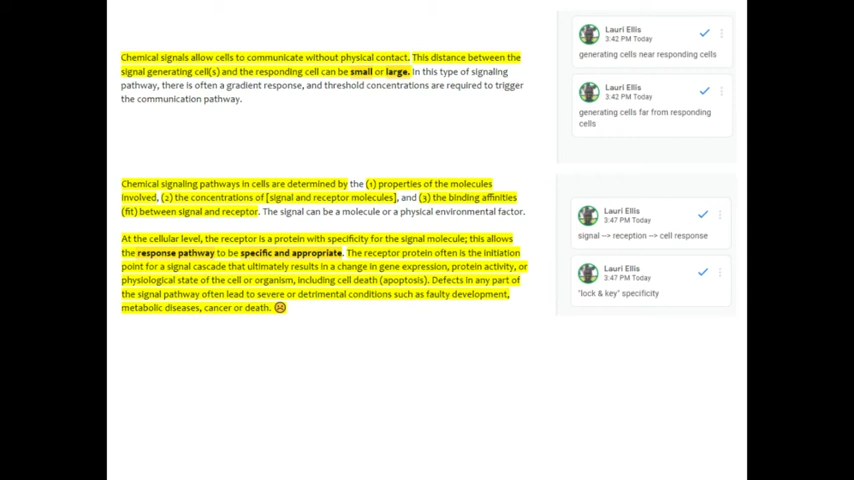 Chemical signals allow cells to communicate without physical contact. This distance between the
signal generating cell(s) and the responding cell can be small or large. In this type of signaling
pathway, there is often a gradient response, and threshold concentrations are required to trigger
the communication pathway.
Lauri Ellis
3:42 PM Today
generating cells near responding cells
Lauri Ellis
3:42 PM Today
generating cells far from responding
cells
Chemical signaling pathways in cells are determined by the (1) properties of the molecules
involved, (2) the concentrations of [signal and receptor molecules], and (3) the binding affinities
(fit) between signal and receptor. The signal can be a molecule or a physical environmental factor.
At the cellular level, the receptor is a protein with specificity for the signal molecule; this allows
the response pathway to be specific and appropriate. The receptor protein often is the initiation
point for a signal cascade that ultimately results in a change in gene expression, protein activity, or
physiological state of the cell or organism, including cell death (apoptosis). Defects in any part of
the signal pathway often lead to severe or detrimental conditions such as faulty development,
metabolic diseases, cancer or death. ☹
Lauri Ellis
3:47 PM Today
signal --> reception --> cell response
Lauri Ellis
3:47 PM Today
"lock & key" specificity